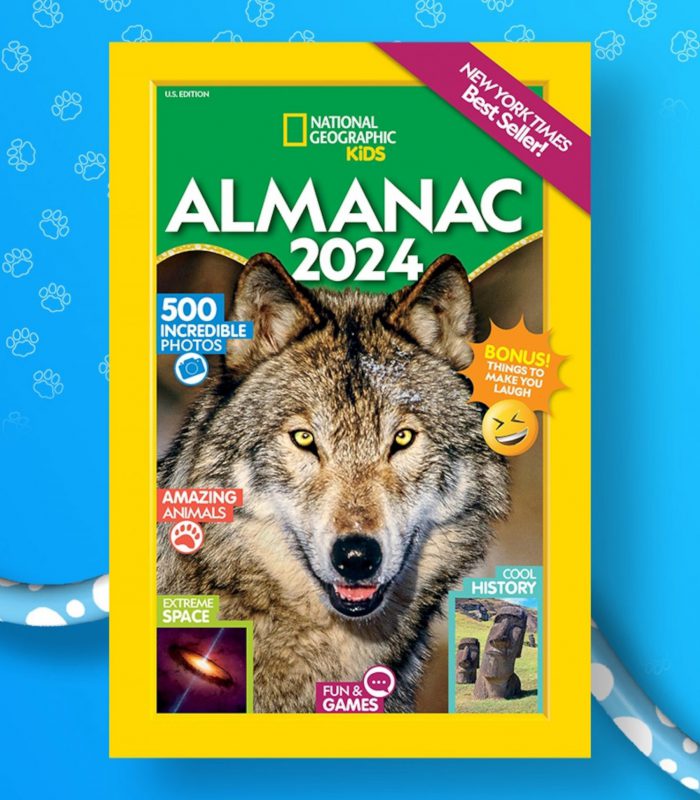 U.S. EDITION
NEW YORK TIMES
Best Seller!
NATIONAL
GEOGRAPHIC
KiDS
ALMANAC
2024
500
INCREDIBLE
PHOTOS
BONUS!
THINGS TO
MAKE YOU
LAUGH
AMAZING
ANIMALS
EXTREME
SPACE
COOL
HISTORY
FUN &
GAMES